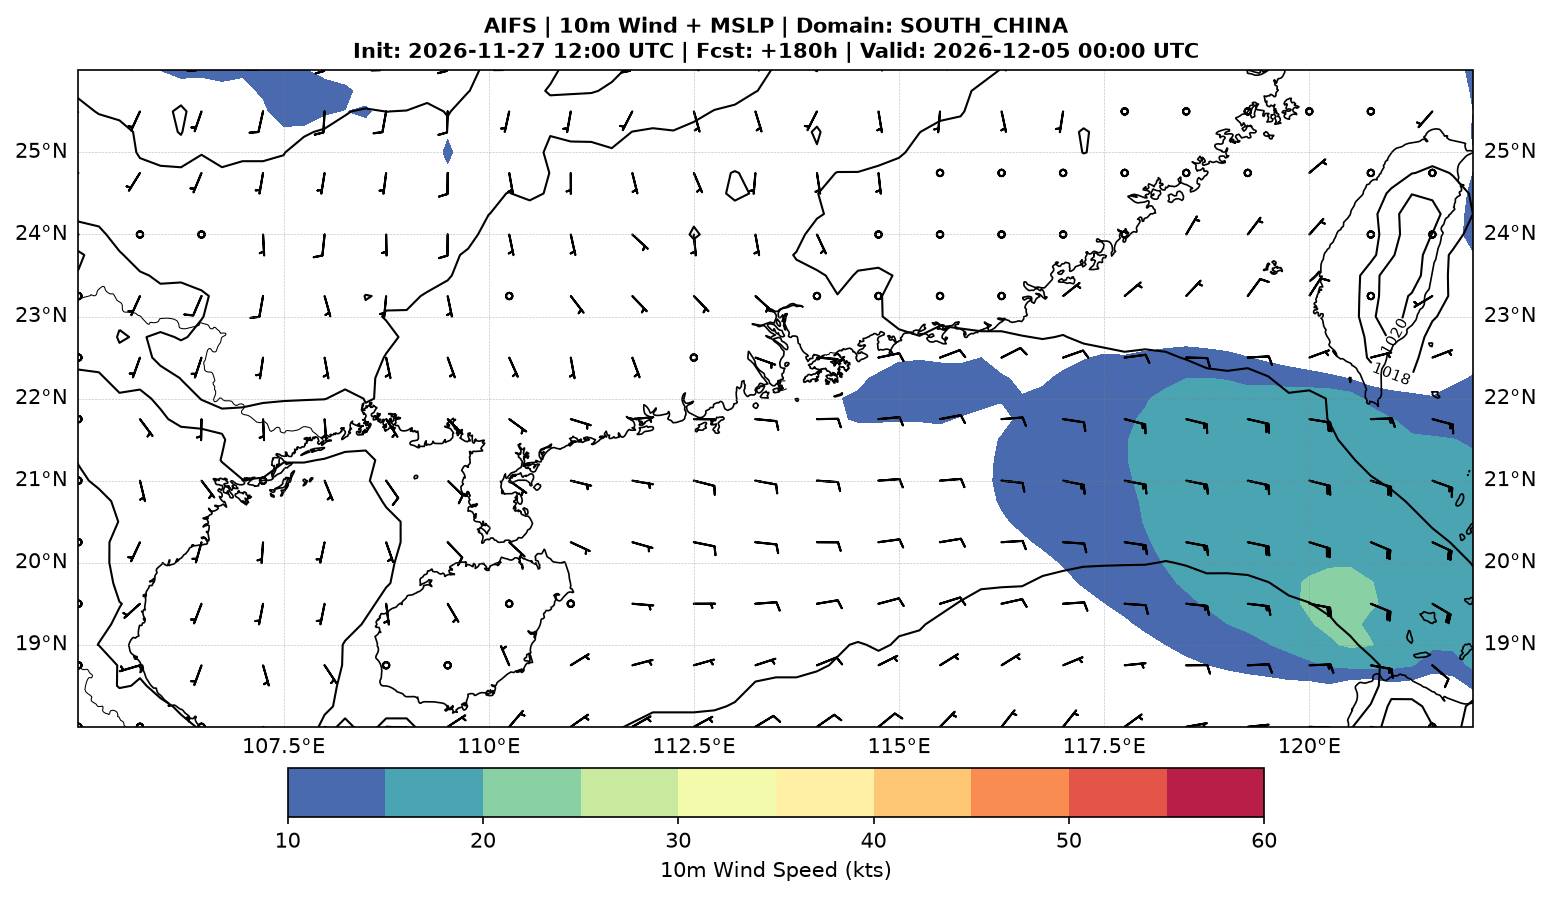 AIFS | 10m Wind + MSLP | Domain: SOUTH_CHINA
Init: 2026-11-27 12:00 UTC | Fcst: +180h | Valid: 2026-12-05 00:00 UTC
25°N 25°N
24°N 24°N
23°N 23°N
1020
1018
22°N 22°N
21°N 21°N
20°N 20°N
19°N 19°N
107.5°E 110°E 112.5°E 115°E 117.5°E 120°E
10 20 30 40 50 60
10m Wind Speed (kts)